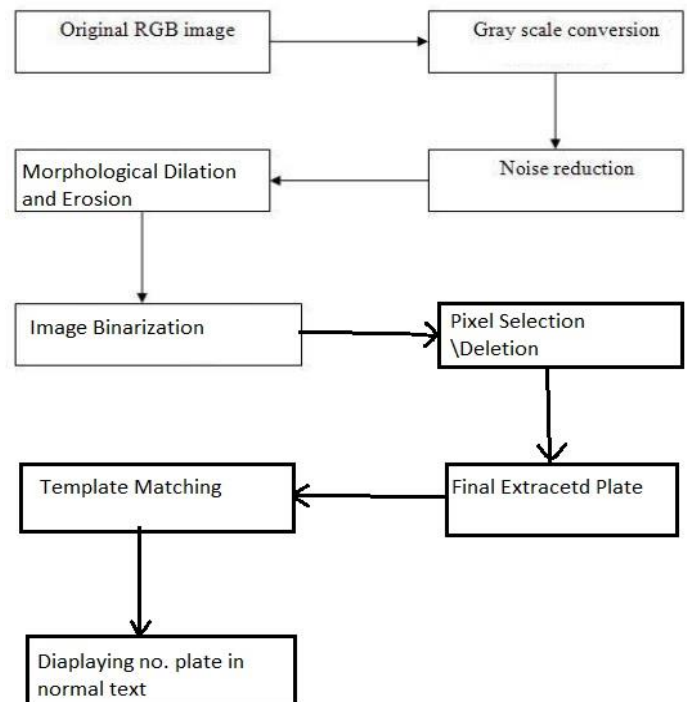 Original RGB image
Gray scale conversion
Noise reduction
Morphological Dilation
and Erosion
Image Binarization
Pixel Selection
\Deletion
Final Extracetd Plate
Template Matching
Diaplaying no. plate in
normal text